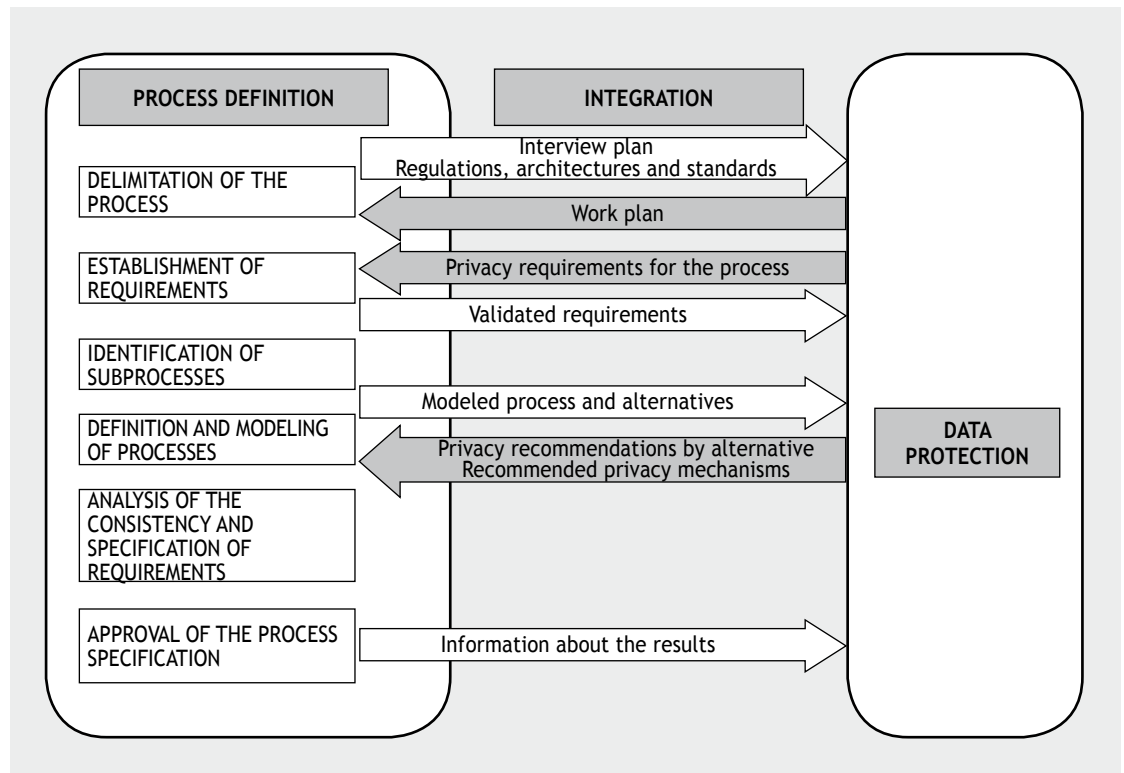 PROCESS DEFINITION
INTEGRATION
Interview plan
Regulations, architectures and standards
DELIMITATION OF THE
PROCESS
Work plan
ESTABLISHMENT OF
REQUIREMENTS
Privacy requirements for the process
Validated requirements
IDENTIFICATION OF
SUBPROCESSES
Modeled process and alternatives
DEFINITION AND MODELING
OF PROCESSES
Privacy recommendations by alternative
Recommended privacy mechanisms
DATA
PROTECTION
ANALYSIS OF THE
CONSISTENCY AND
SPECIFICATION OF
REQUIREMENTS
APPROVAL OF THE PROCESS
SPECIFICATION
Information about the results